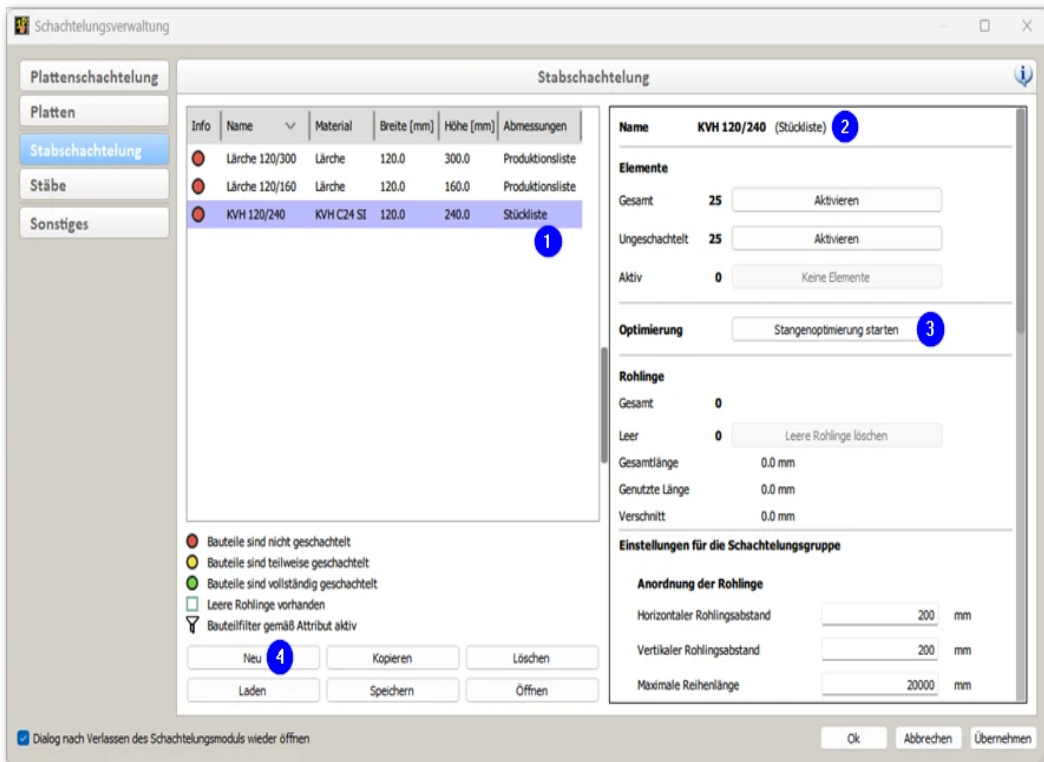 Schachtelungsverwaltung
Plattenschachtelung
Platten
Stabschachtelung
Stäbe
Sonstiges
Stabschachtelung
Info Name Material Breite [mm] Höhe [mm] Abmessungen
Lärche 120/300 Lärche 120.0 300.0 Produktionsliste
Lärche 120/160 Lärche 120.0 160.0 Produktionsliste
KVH 120/240 KVH C24 SI 120.0 240.0 Stückliste
1
Bauteile sind nicht geschachtelt
Bauteile sind teilweise geschachtelt
Bauteile sind vollständig geschachtelt
Leere Rohlinge vorhanden
Bauteilfilter gemäß Attribut aktiv
Neu 4 Kopieren Löschen
Laden Speichern Öffnen
Name KVH 120/240 (Stückliste) 2
Elemente
Gesamt 25 Aktivieren
Ungeschachtelt 25 Aktivieren
Aktiv 0 Keine Elemente
Optimierung Stangenoptimierung starten 3
Rohlinge
Gesamt 0
Leer 0 Leere Rohlinge löschen
Gesamtlänge 0.0 mm
Genutzte Länge 0.0 mm
Verschnitt 0.0 mm
Einstellungen für die Schachtelungsgruppe
Anordnung der Rohlinge
Horizontaler Rohlingsabstand 200 mm
Vertikaler Rohlingsabstand 200 mm
Maximale Reihenlänge 20000 mm
Dialog nach Verlassen des Schachtelungsmoduls wieder öffnen
Ok Abbrechen Übernehmen